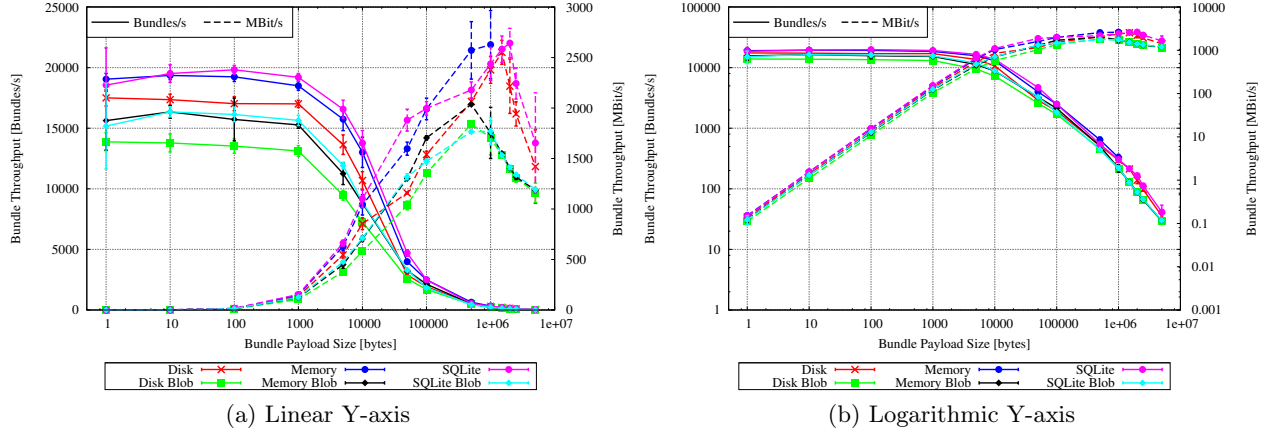 Bundles/s
MBit/s
Bundle Throughput [Bundles/s]
25000
20000
15000
10000
5000
0
Bundle Throughput [MBit/s]
3000
2500
2000
1500
1000
500
0
1 10 100 1000 10000 100000 1e+06 1e+07
Bundle Payload Size [bytes]
Disk Memory SQLite
Disk Blob Memory Blob SQLite Blob
(a) Linear Y-axis
Bundles/s
MBit/s
Bundle Throughput [Bundles/s]
100000
10000
1000
100
10
1
Bundle Throughput [MBit/s]
10000
1000
100
10
1
0.1
0.01
0.001
1 10 100 1000 10000 100000 1e+06 1e+07
Bundle Payload Size [bytes]
Disk Memory SQLite
Disk Blob Memory Blob SQLite Blob
(b) Logarithmic Y-axis